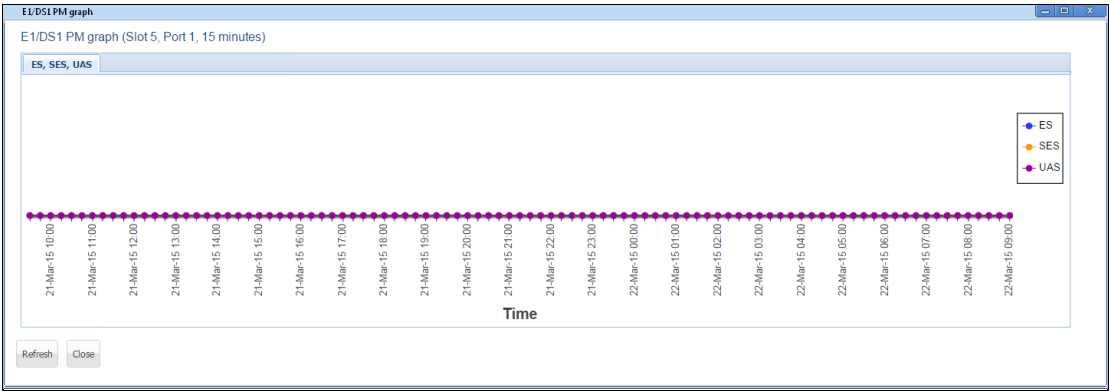 E1/DS1 PM graph
E1/DS1 PM graph (Slot 5, Port 1, 15 minutes)
ES, SES, UAS
ES
SES
UAS
21-Mar-15 10:00
21-Mar-15 11:00
21-Mar-15 12:00
21-Mar-15 13:00
21-Mar-15 14:00
21-Mar-15 15:00
21-Mar-15 16:00
21-Mar-15 17:00
21-Mar-15 18:00
21-Mar-15 19:00
21-Mar-15 20:00
21-Mar-15 21:00
21-Mar-15 22:00
21-Mar-15 23:00
22-Mar-15 00:00
22-Mar-15 01:00
22-Mar-15 02:00
22-Mar-15 03:00
22-Mar-15 04:00
22-Mar-15 05:00
22-Mar-15 06:00
22-Mar-15 07:00
22-Mar-15 08:00
22-Mar-15 09:00
Time
Refresh
Close